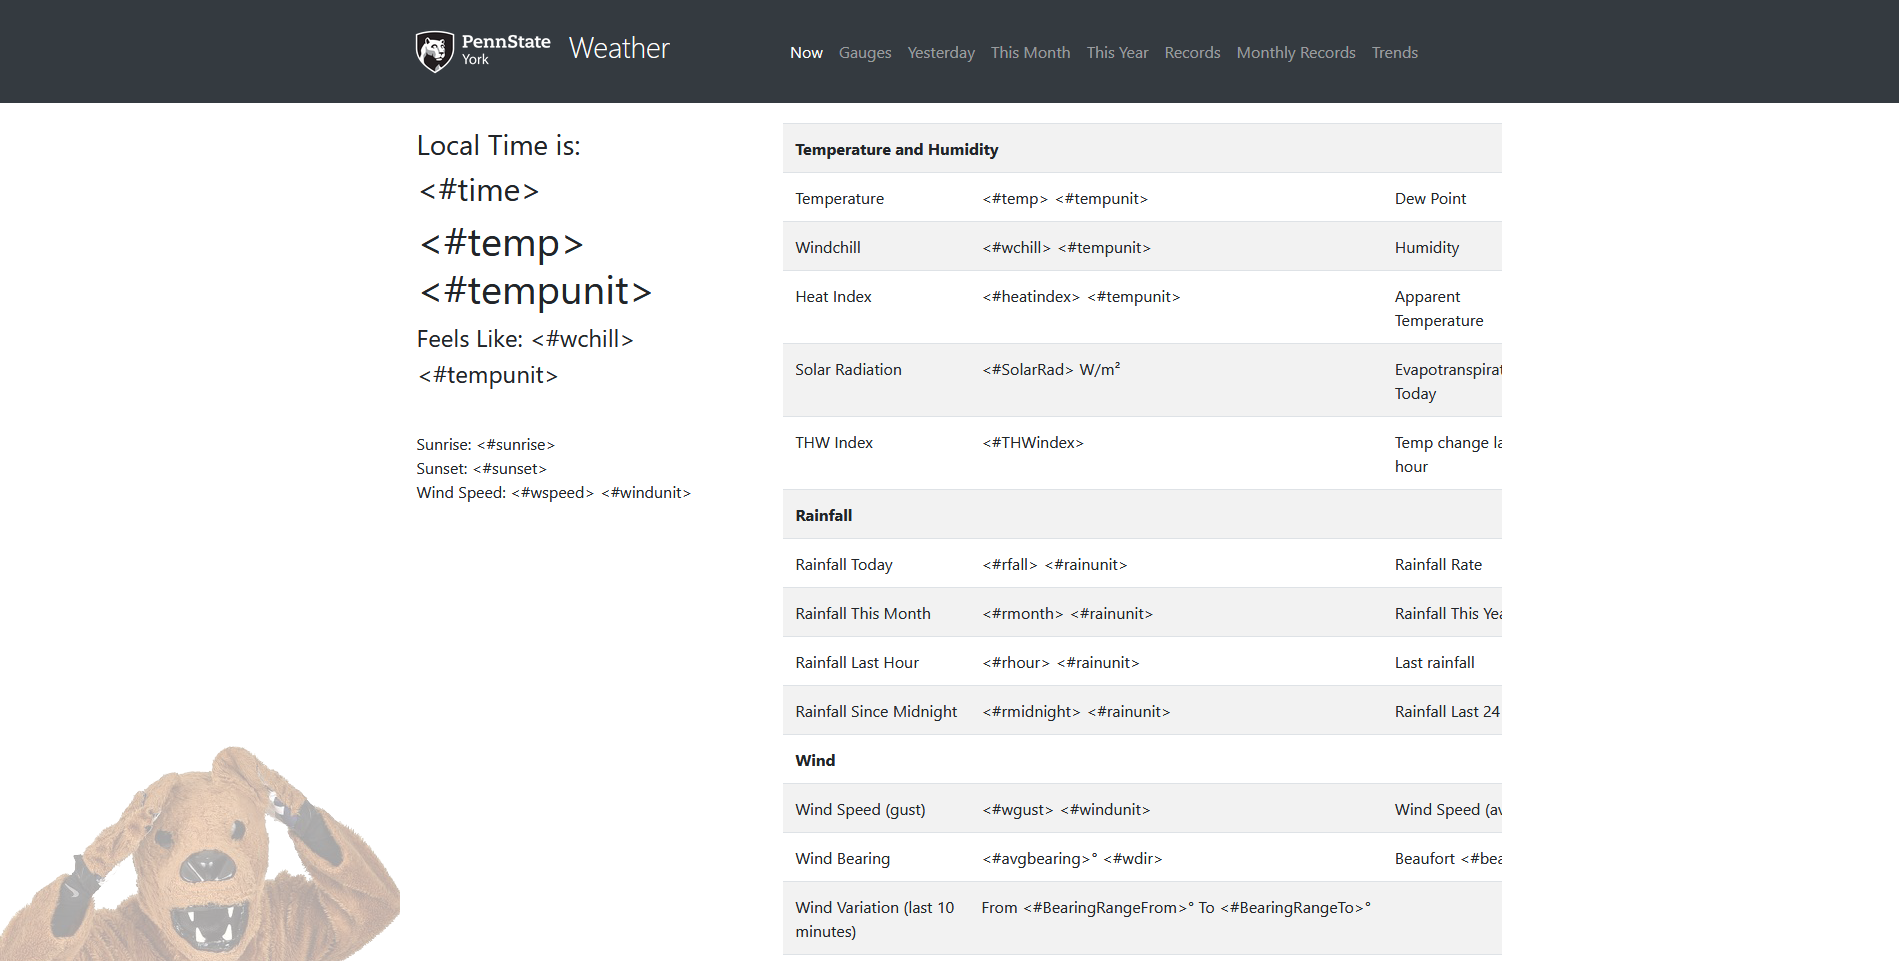 PennState
York
Weather
Now Gauges Yesterday This Month This Year Records Monthly Records Trends
Local Time is:
<#time>
<#temp>
<#tempunit>
Feels Like: <#wchill>
<#tempunit>
Sunrise: <#sunrise>
Sunset: <#sunset>
Wind Speed: <#wspeed> <#windunit>
Temperature and Humidity
Temperature <#temp> <#tempunit> Dew Point
Windchill <#wchill> <#tempunit> Humidity
Heat Index <#heatindex> <#tempunit> Apparent
Temperature
Solar Radiation <#SolarRad> W/m² Evapotranspirat
Today
THW Index <#THWindex> Temp change la
hour
Rainfall
Rainfall Today <#rfall> <#rainunit> Rainfall Rate
Rainfall This Month <#rmonth> <#rainunit> Rainfall This Yea
Rainfall Last Hour <#rhour> <#rainunit> Last rainfall
Rainfall Since Midnight <#rmidnight> <#rainunit> Rainfall Last 24
Wind
Wind Speed (gust) <#wgust> <#windunit> Wind Speed (av
Wind Bearing <#avgbearing>° <#wdir> Beaufort <#bea
Wind Variation (last 10 From <#BearingRangeFrom>° To <#BearingRangeTo>°
minutes)